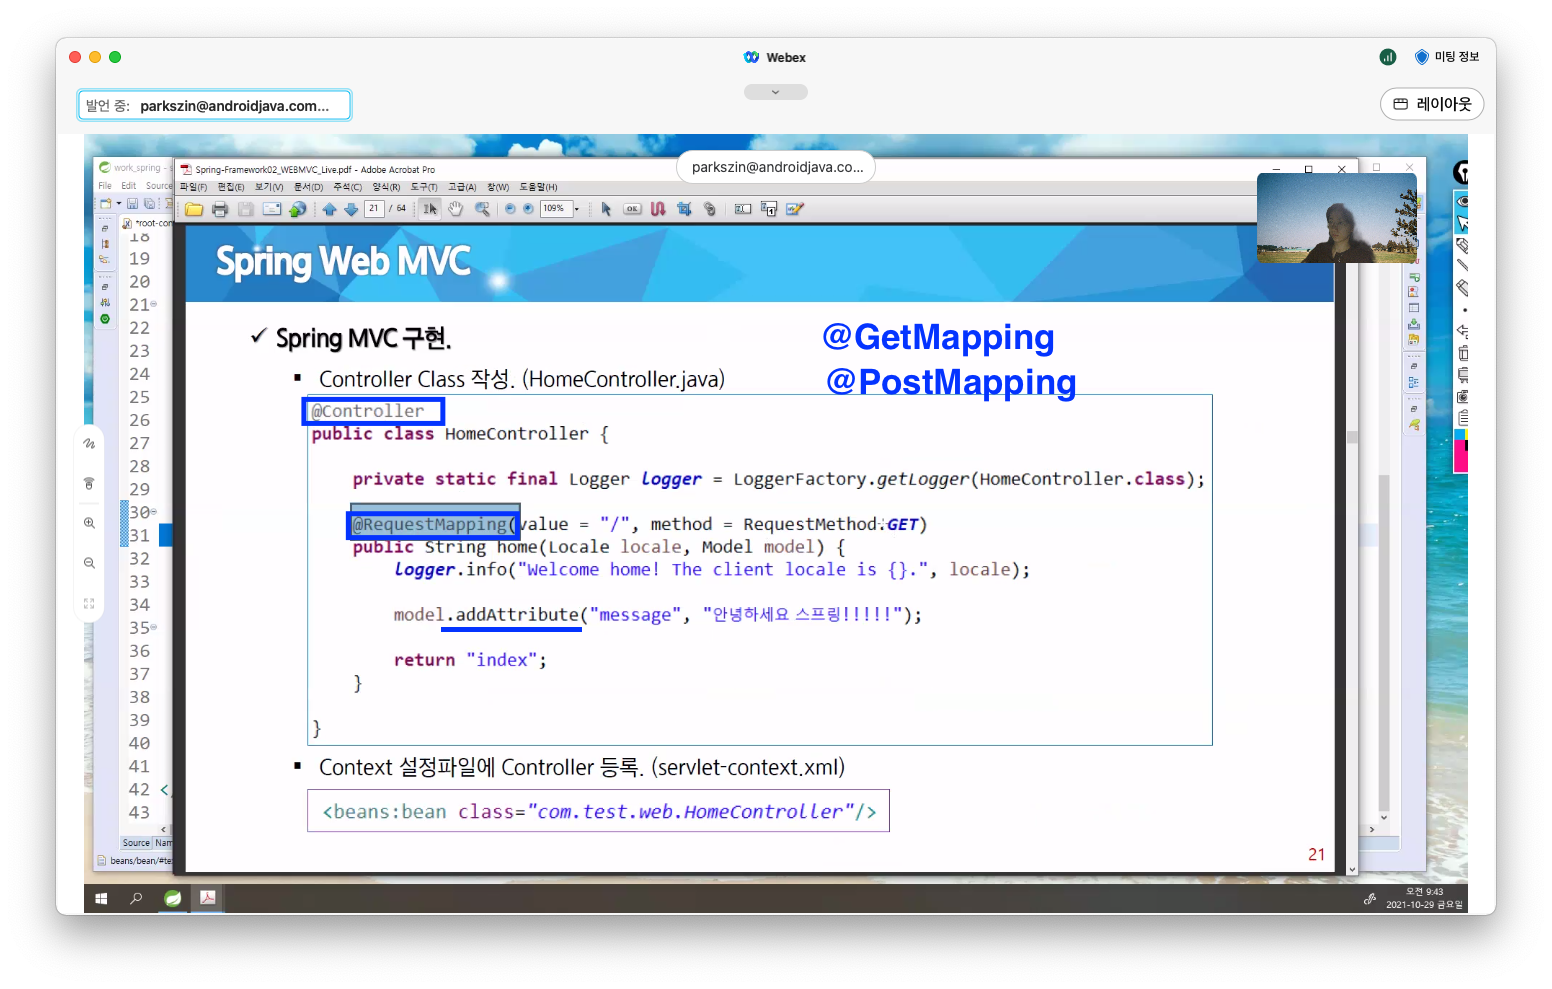 Webex
미팅 정보
발언 중: parkszin@androidjava.com...
레이아웃
work_spring - s
Spring-Framework02_WEBMVC_Live.pdf - Adobe Acrobat Pro
parkszin@androidjava.co...
File Edit Source
파일(F) 편집(E) 보기(V) 문서(D) 주석(C) 양식(R) 도구(T) 고급(A) 창(W) 도움말(H)
21 / 64 OK 109%
*root-con
18
19
20
21
22
23
24
25
26
27
28
29
30
31
32
33
34
35
36
37
38
39
40
41
42 </
43
Source Nam
beans/bean/#te
Spring Web MVC
✓ Spring MVC 구현.
@GetMapping
▪ Controller Class 작성. (HomeController.java)
@PostMapping
@Controller
public class HomeController {
private static final Logger logger = LoggerFactory.getLogger(HomeController.class);
@RequestMapping(value = "/", method = RequestMethod.GET)
public String home(Locale locale, Model model) {
logger.info("Welcome home! The client locale is {}.", locale);
model.addAttribute("message", "안녕하세요 스프링!!!!!");
return "index";
}
}
▪ Context 설정파일에 Controller 등록. (servlet-context.xml)
<beans:bean class="com.test.web.HomeController"/>
21
오전 9:43
2021-10-29 금요일